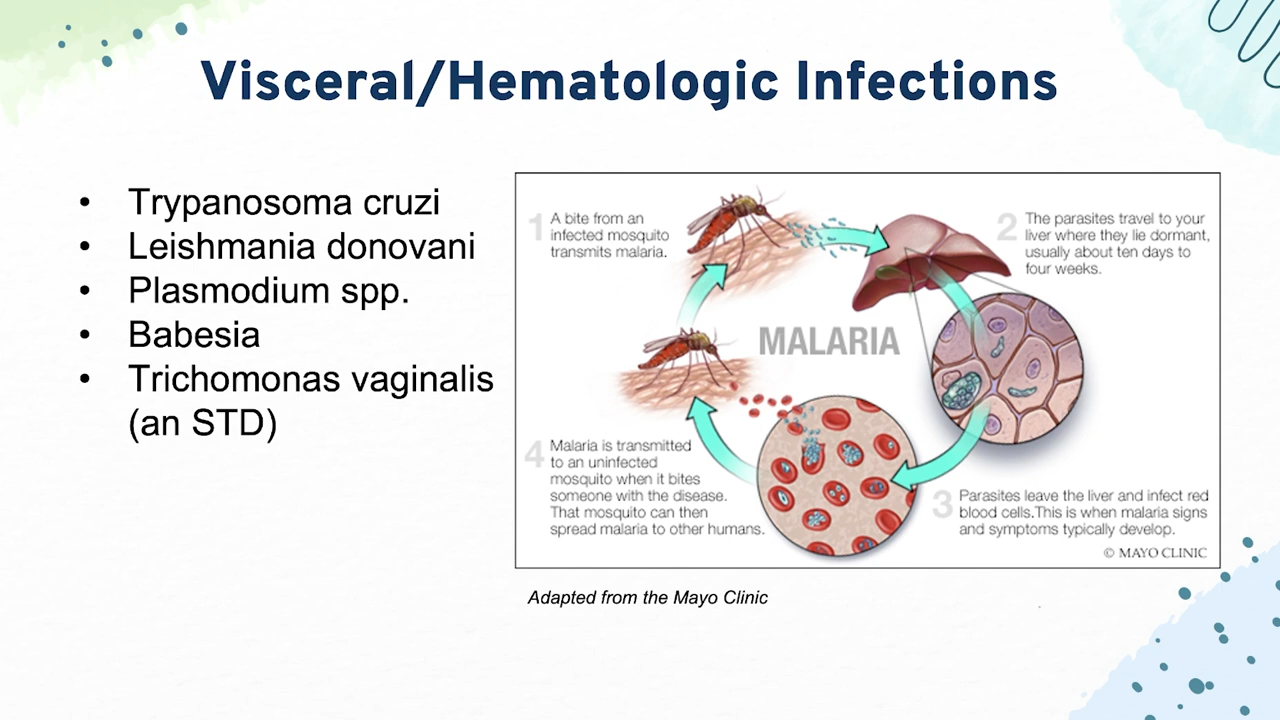 Visceral/Hematologic Infections
• Trypanosoma cruzi
• Leishmania donovani
• Plasmodium spp.
• Babesia
• Trichomonas vaginalis
(an STD)
1 A bite from an
infected mosquito
transmits malaria.
2 The parasites travel to your
liver where they lie dormant,
usually about ten days to
four weeks.
MALARIA
3 Parasites leave the liver and infect red
blood cells.This is when malaria signs
and symptoms typically develop.
4 Malaria is transmitted
to an uninfected
mosquito when it bites
someone with the disease.
That mosquito can then
spread malaria to other humans.
© MAYO CLINIC
Adapted from the Mayo Clinic